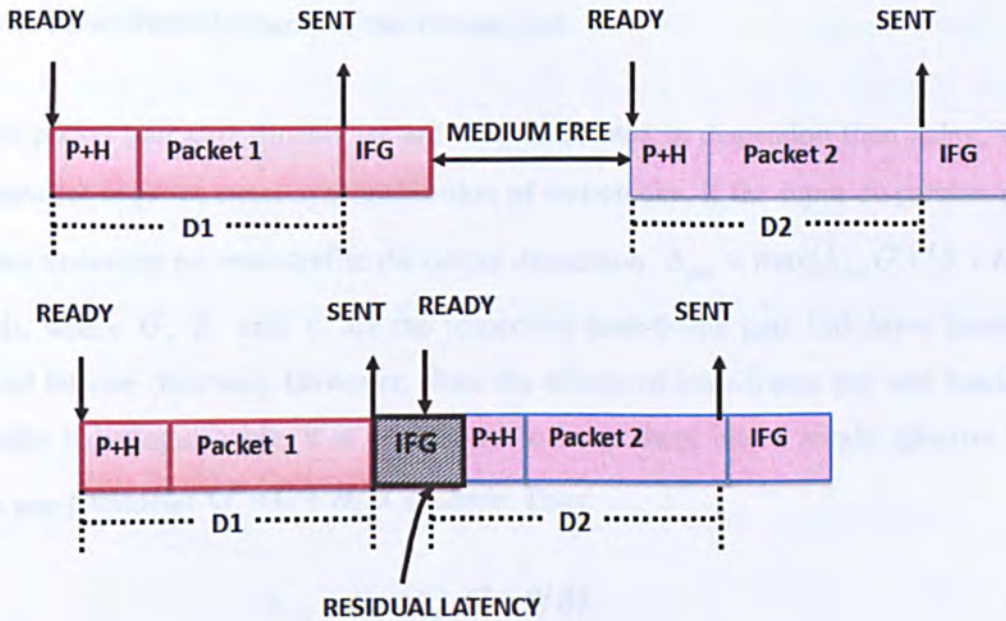 READY
SENT
READY
SENT
P+H
Packet 1
IFG
MEDIUM FREE
P+H
Packet 2
IFG
D1
D2
READY
SENT
READY
SENT
P+H
Packet 1
IFG
P+H
Packet 2
IFG
D1
D2
RESIDUAL LATENCY